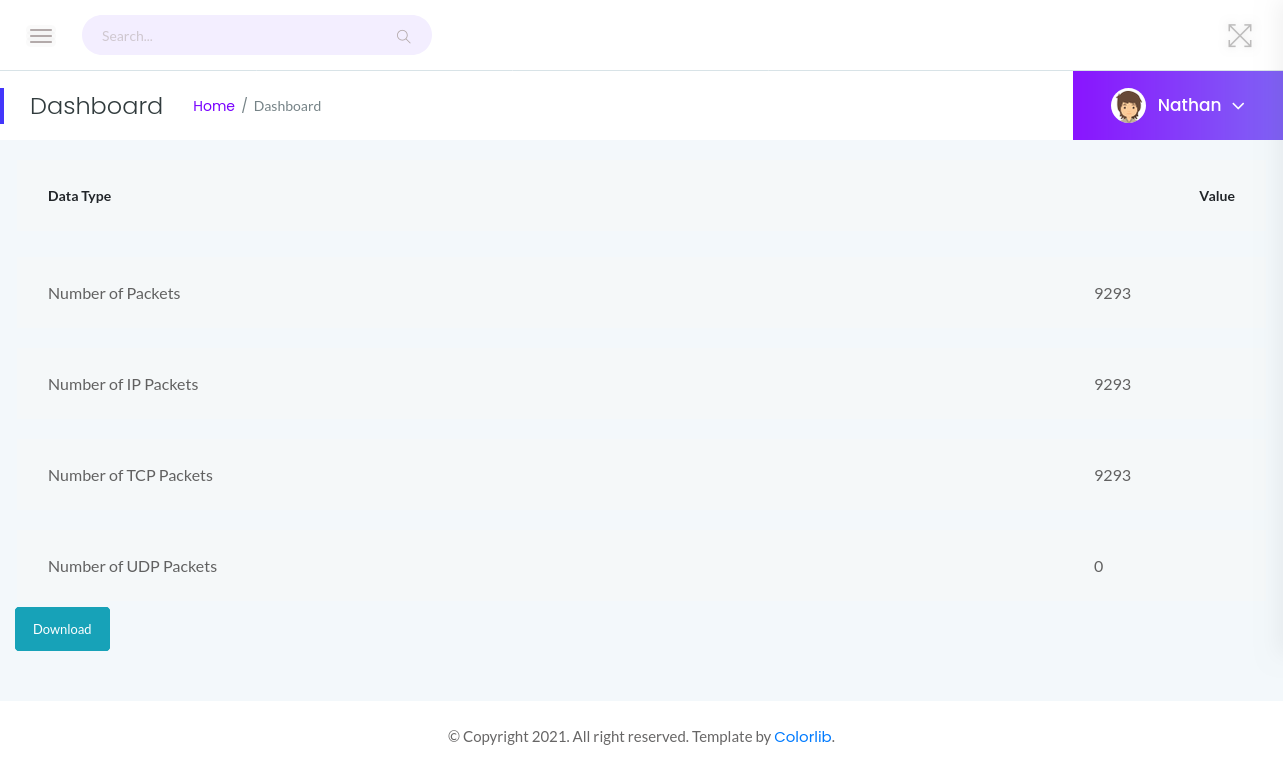 Search...
Dashboard
Home / Dashboard
Nathan
Data Type Value
Number of Packets 9293
Number of IP Packets 9293
Number of TCP Packets 9293
Number of UDP Packets 0
Download
© Copyright 2021. All right reserved. Template by Colorlib.